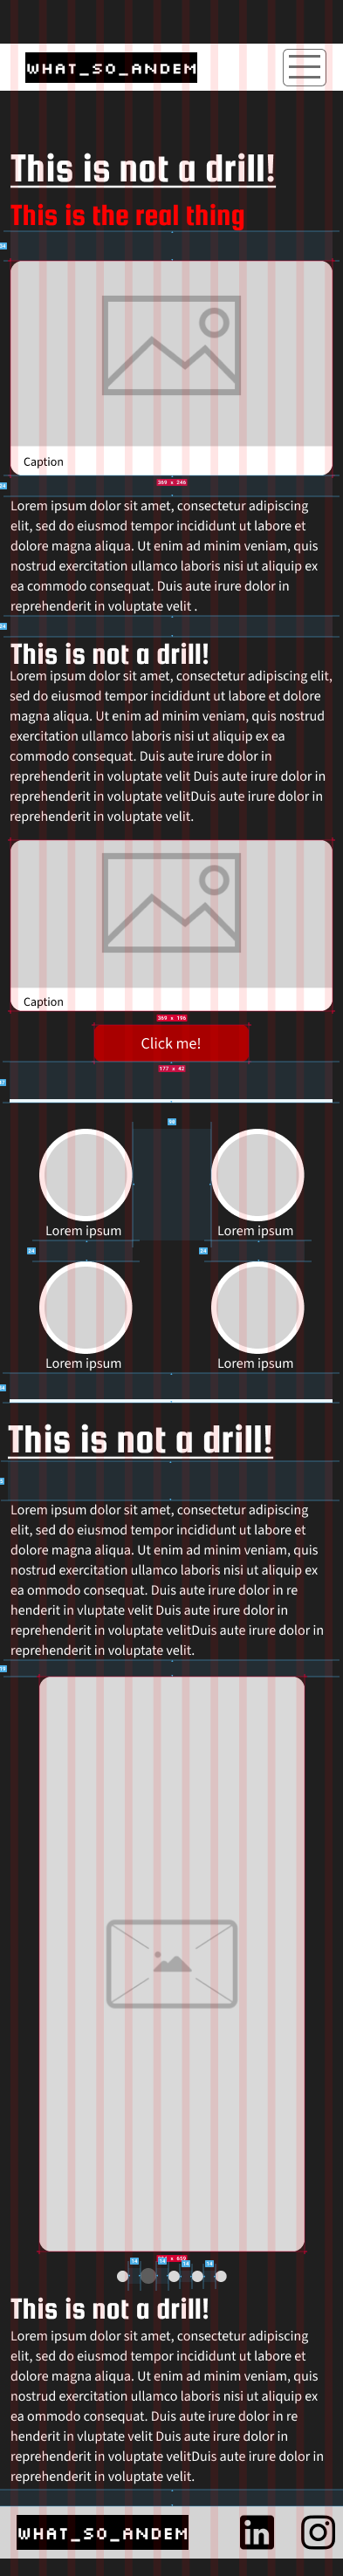 WHAT_SO_ANDEM
This is not a drill!
This is the real thing
Caption
369 x 246
Lorem ipsum dolor sit amet, consectetur adipiscing
elit, sed do eiusmod tempor incididunt ut labore et
dolore magna aliqua. Ut enim ad minim veniam, quis
nostrud exercitation ullamco laboris nisi ut aliquip ex
ea commodo consequat. Duis aute irure dolor in
reprehenderit in voluptate velit .
This is not a drill!
Lorem ipsum dolor sit amet, consectetur adipiscing elit,
sed do eiusmod tempor incididunt ut labore et dolore
magna aliqua. Ut enim ad minim veniam, quis nostrud
exercitation ullamco laboris nisi ut aliquip ex ea
commodo consequat. Duis aute irure dolor in
reprehenderit in voluptate velit Duis aute irure dolor in
reprehenderit in voluptate velitDuis aute irure dolor in
reprehenderit in voluptate velit.
Caption
369 x 196
Click me!
177 x 42
Lorem ipsum Lorem ipsum
24 24
Lorem ipsum Lorem ipsum
This is not a drill!
Lorem ipsum dolor sit amet, consectetur adipiscing
elit, sed do eiusmod tempor incididunt ut labore et
dolore magna aliqua. Ut enim ad minim veniam, quis
nostrud exercitation ullamco laboris nisi ut aliquip ex
ea ommodo consequat. Duis aute irure dolor in re
henderit in vluptate velit Duis aute irure dolor in
reprehenderit in voluptate velitDuis aute irure dolor in
reprehenderit in voluptate velit.
14 14 x 659 14 14
This is not a drill!
Lorem ipsum dolor sit amet, consectetur adipiscing
elit, sed do eiusmod tempor incididunt ut labore et
dolore magna aliqua. Ut enim ad minim veniam, quis
nostrud exercitation ullamco laboris nisi ut aliquip ex
ea ommodo consequat. Duis aute irure dolor in re
henderit in vluptate velit Duis aute irure dolor in
reprehenderit in voluptate velitDuis aute irure dolor in
reprehenderit in voluptate velit.
WHAT_SO_ANDEM in